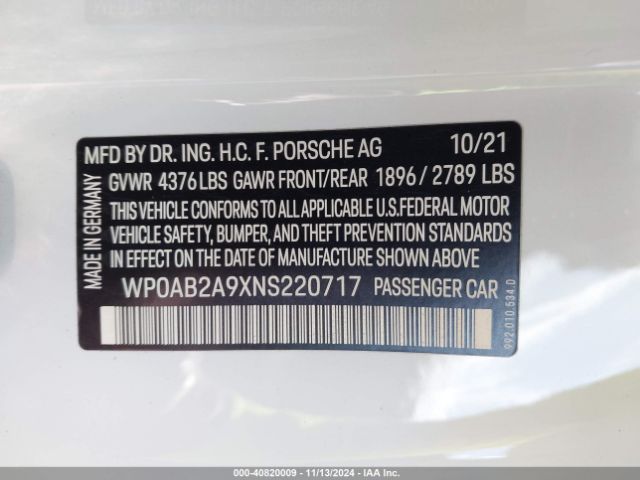 MFD BY DR. ING. H.C. F. PORSCHE AG 10/21
GVWR 4376 LBS GAWR FRONT/REAR 1896 / 2789 LBS
THIS VEHICLE CONFORMS TO ALL APPLICABLE U.S.FEDERAL MOTOR
VEHICLE SAFETY, BUMPER, AND THEFT PREVENTION STANDARDS
IN EFFECT ON THE DATE OF MANUFACTURE SHOWN ABOVE.
WP0AB2A9XNS220717 PASSENGER CAR
MADE IN GERMANY
992.010.534.D
000-40820009 - 11/13/2024 - IAAI.COM